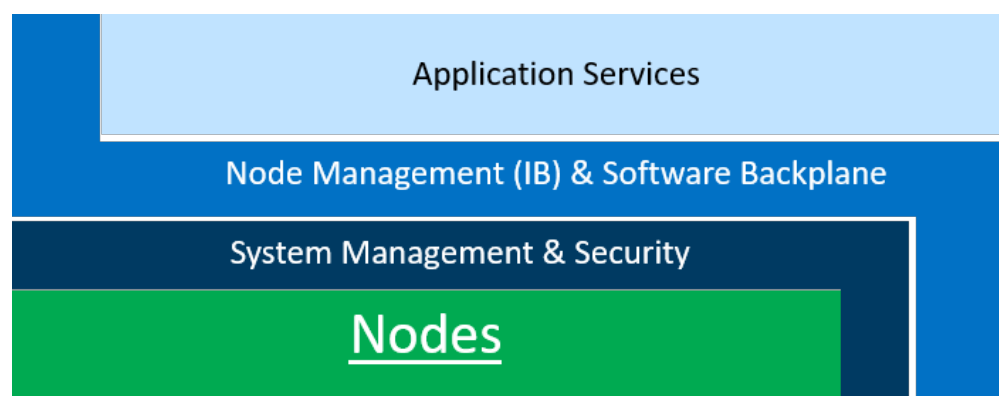 Application Services
Node Management (IB) & Software Backplane
System Management & Security
Nodes